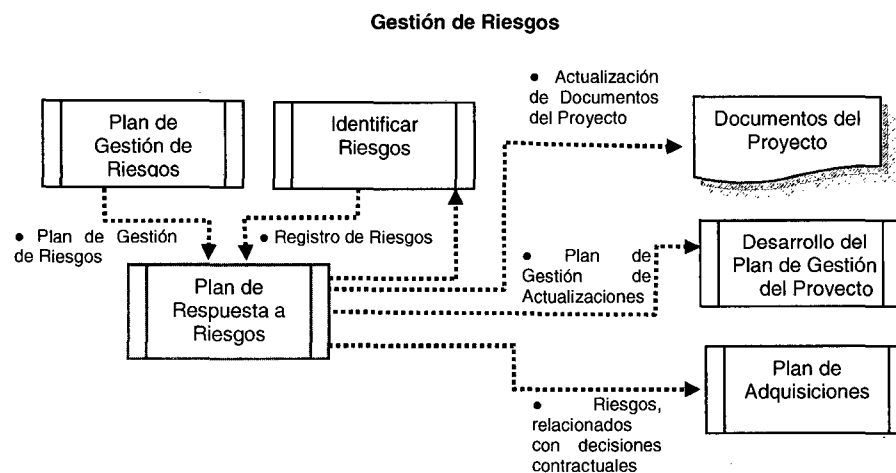 Gestión de Riesgos
Plan de
Gestión de
Riesgos
Identificar
Riesgos
● Actualización
de Documentos
del Proyecto
Documentos del
Proyecto
● Plan de Gestión
de Riesgos
● Registro de Riesgos
Plan de
Respuesta a
Riesgos
● Plan de
Gestión de
Actualizaciones
Desarrollo del
Plan de Gestión
del Proyecto
● Riesgos,
relacionados
con decisiones
contractuales
Plan de
Adquisiciones